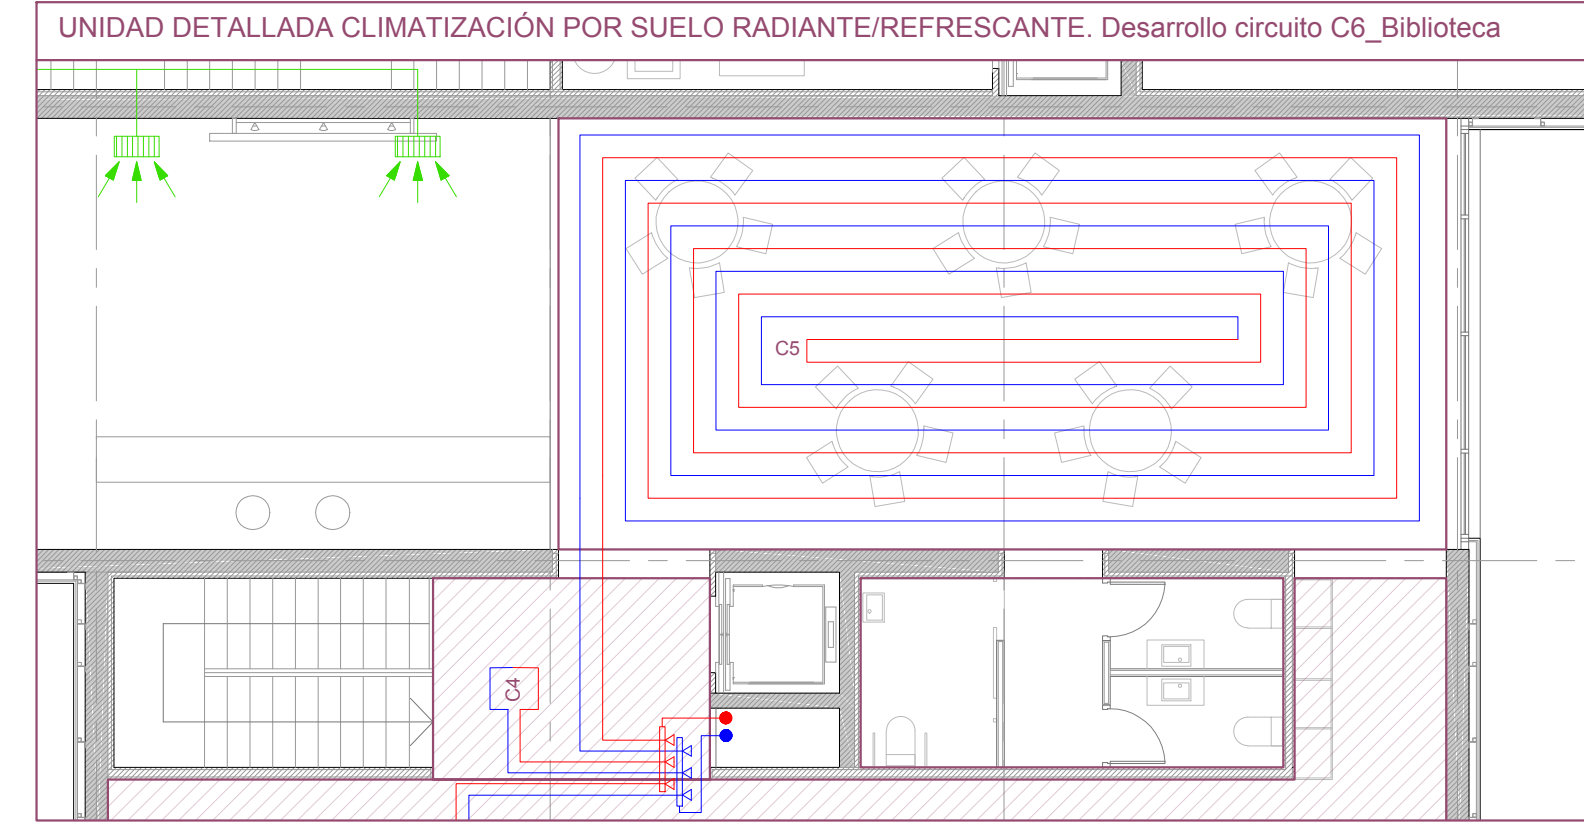 UNIDAD DETALLADA CLIMATIZACIÓN POR SUELO RADIANTE/REFRESCANTE. Desarrollo circuito C6_Biblioteca
C5
C4